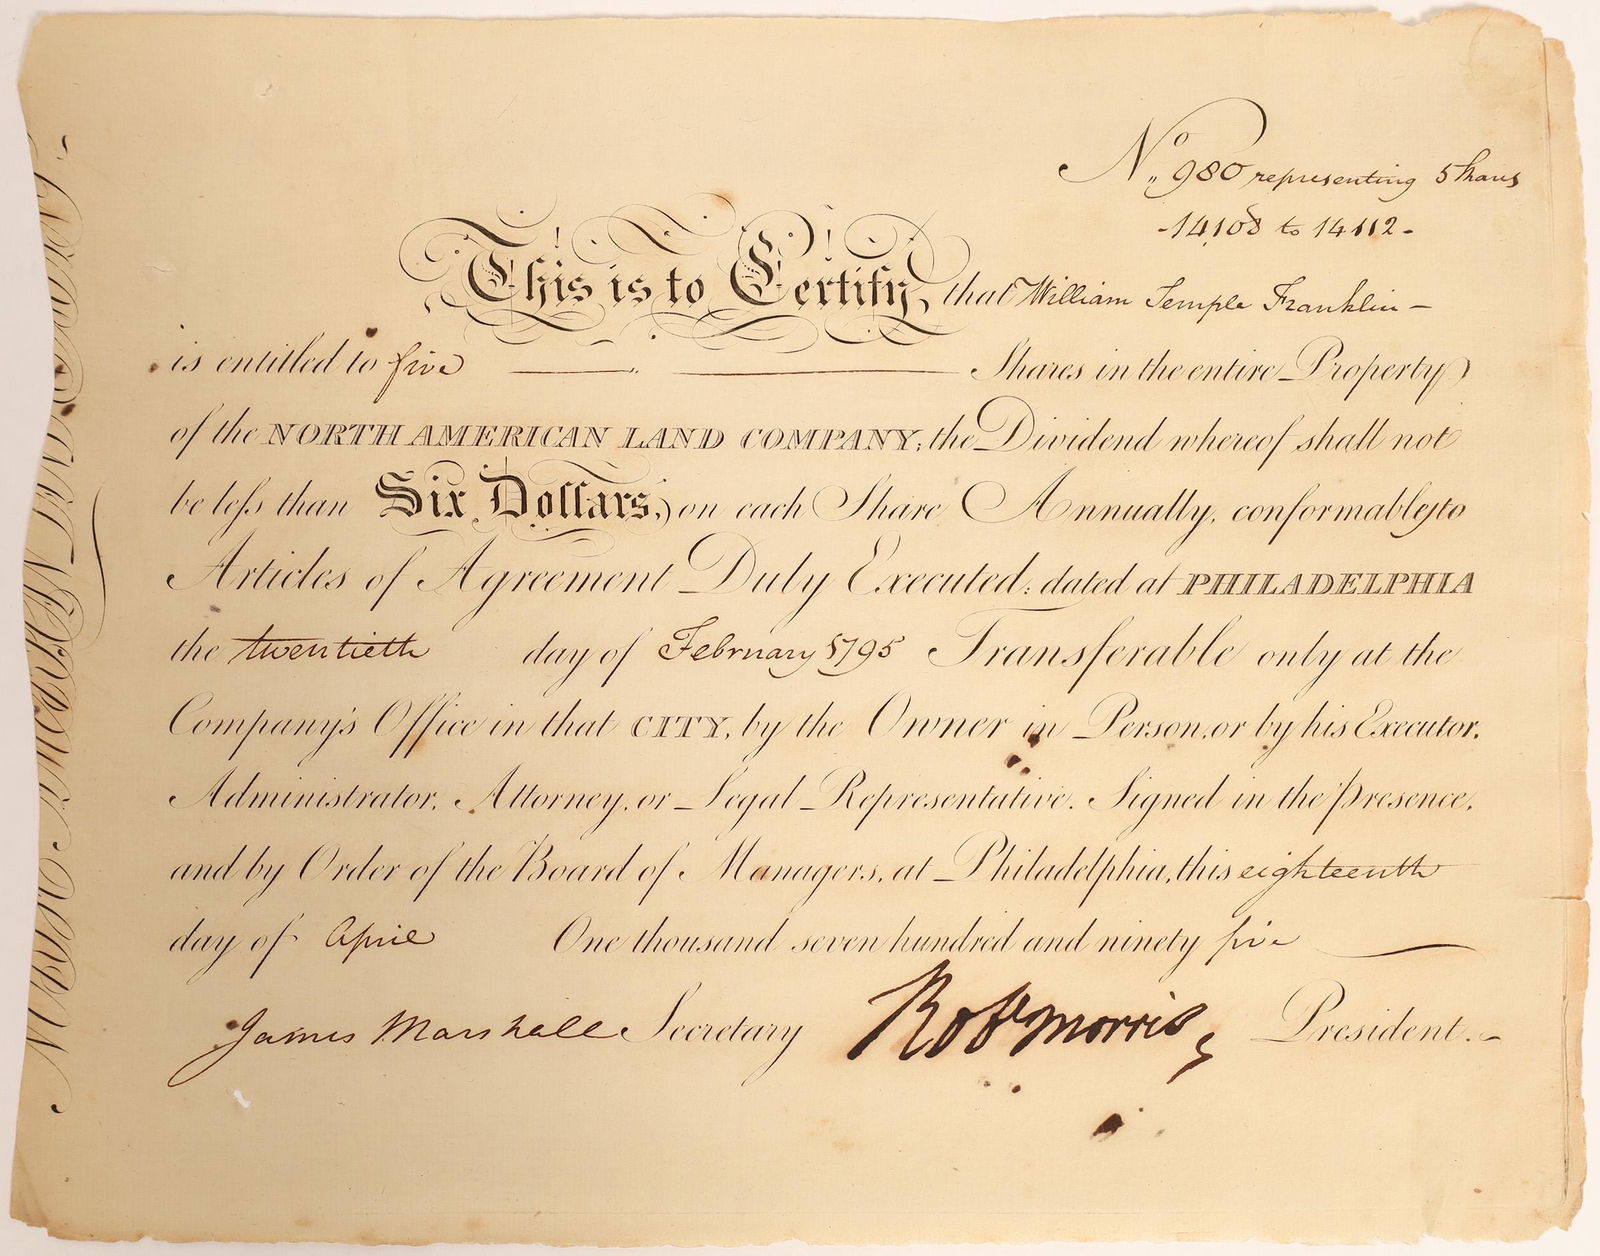 No. 980 representing 5 Shares
-14108 to 14112-
This is to Certify, that William Temple Franklin-
is entitled to five Shares in the entire Property
of the NORTH AMERICAN LAND COMPANY; the Dividend whereof shall not
be less than Six Dollars, on each Share Annually, conformably to
Articles of Agreement Duly Executed: dated at PHILADELPHIA
the twentieth day of February 1795 Transferable only at the
Company's Office in that CITY, by the Owner in Person, or by his Executor,
Administrator, Attorney, or Legal Representative. Signed in the presence,
and by Order of the Board of Managers, at Philadelphia, this eighteenth
day of April One thousand seven hundred and ninety five
James Marshall Secretary Robt Morris President.
NORTH AMERICAN LAND COMPANY.